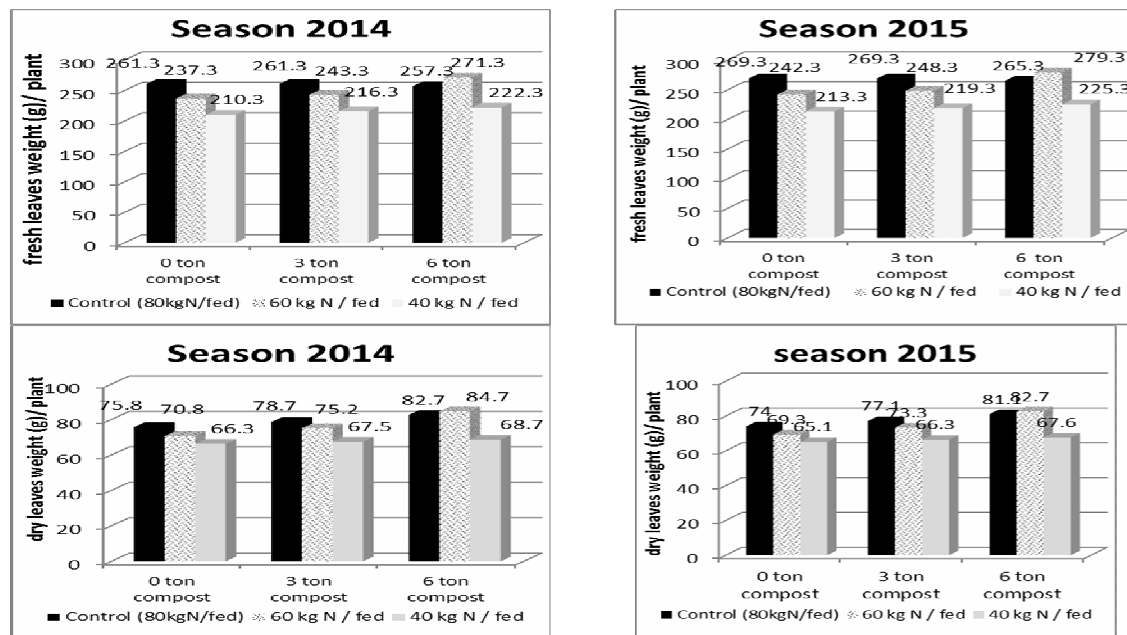 Season 2014
fresh leaves weight (g)/ plant
300
250
200
150
100
50
0
261.3 237.3 210.3
261.3 243.3 216.3
257.3 271.3 222.3
0 ton compost
3 ton compost
6 ton compost
Control (80kgN/fed) 60 kg N / fed 40 kg N / fed
Season 2015
fresh leaves weight (g)/ plant
300
250
200
150
100
50
0
269.3 242.3 213.3
269.3 248.3 219.3
265.3 279.3 225.3
0 ton compost
3 ton compost
6 ton compost
Control (80kgN/fed) 60 kg N / fed 40 kg N / fed
Season 2014
dry leaves weight (g)/ plant
100
80
60
40
20
0
75.8 70.8 66.3
78.7 75.2 67.5
82.7 84.7 68.7
0 ton compost
3 ton compost
6 ton compost
Control (80kgN/fed) 60 kg N / fed 40 kg N / fed
season 2015
dry leaves weight (g)/ plant
100
80
60
40
20
0
74 69.3 65.1
77.1 73.3 66.3
81.1 82.7 67.6
0 ton compost
3 ton compost
6 ton compost
Control (80kgN/fed) 60 kg N / fed 40 kg N / fed